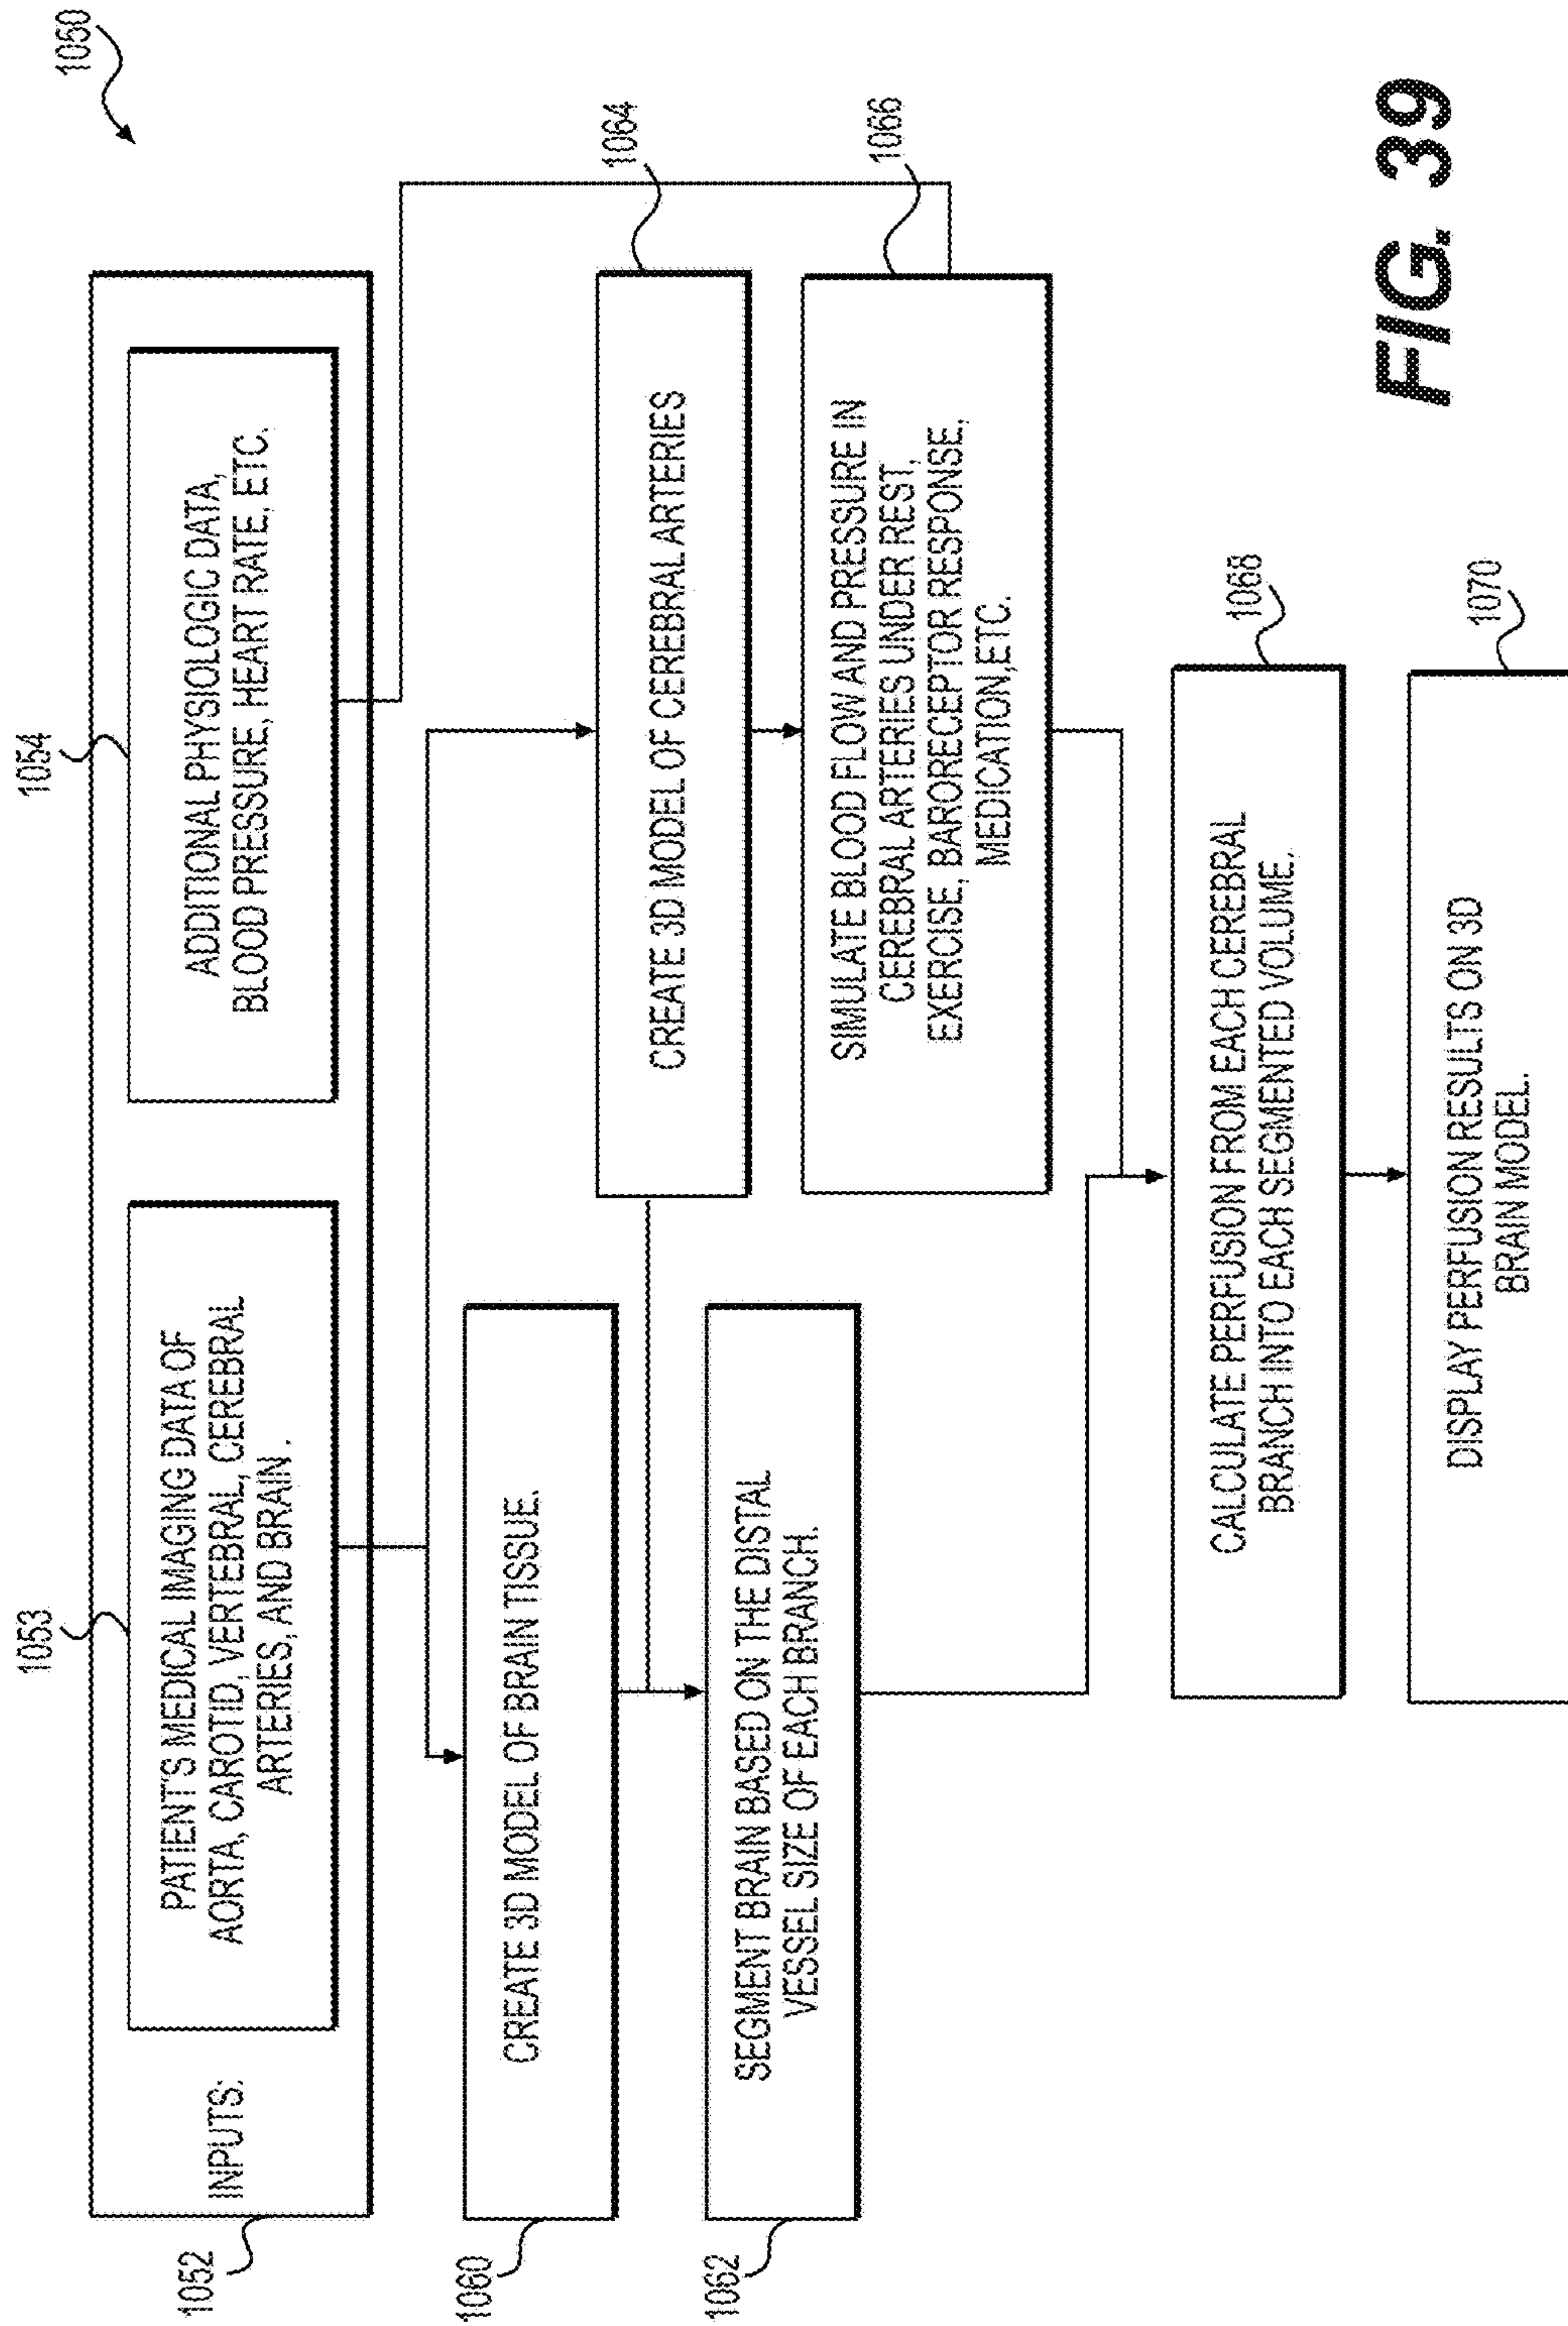 1050
1054
1053
1052
INPUTS:
PATIENT'S MEDICAL IMAGING DATA OF
AORTA, CAROTID, VERTEBRAL, CEREBRAL
ARTERIES, AND BRAIN .
ADDITIONAL PHYSIOLOGIC DATA,
BLOOD PRESSURE, HEART RATE, ETC.
1060
CREATE 3D MODEL OF BRAIN TISSUE.
1064
CREATE 3D MODEL OF CEREBRAL ARTERIES
1062
SEGMENT BRAIN BASED ON THE DISTAL
VESSEL SIZE OF EACH BRANCH.
1066
SIMULATE BLOOD FLOW AND PRESSURE IN
CEREBRAL ARTERIES UNDER REST,
EXERCISE, BARORECEPTOR RESPONSE,
MEDICATION,ETC.
1068
CALCULATE PERFUSION FROM EACH CEREBRAL
BRANCH INTO EACH SEGMENTED VOLUME.
1070
DISPLAY PERFUSION RESULTS ON 3D
BRAIN MODEL.
FIG. 39